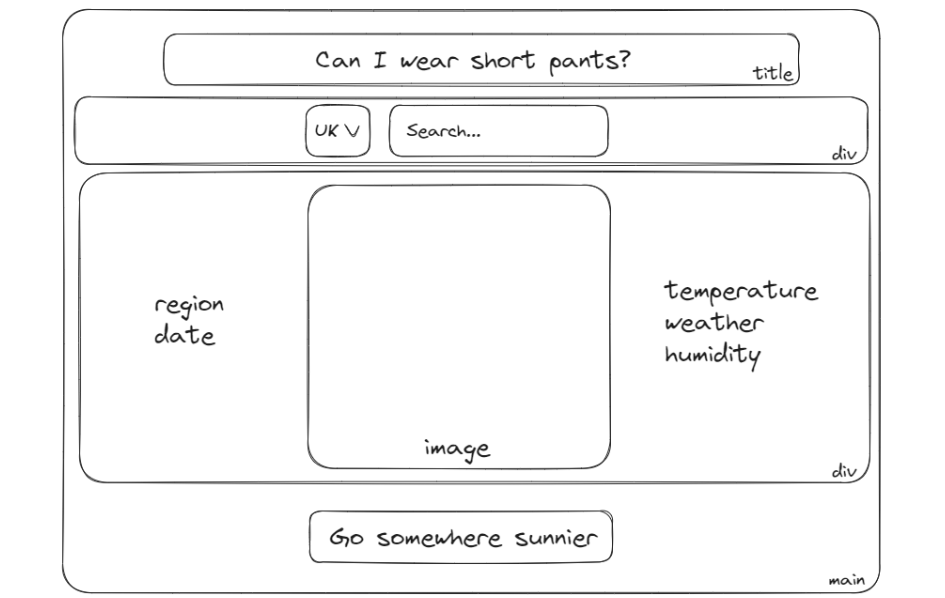 Can I wear short pants?
title
UK V
Search...
div
region
date
image
temperature
weather
humidity
div
Go somewhere sunnier
main